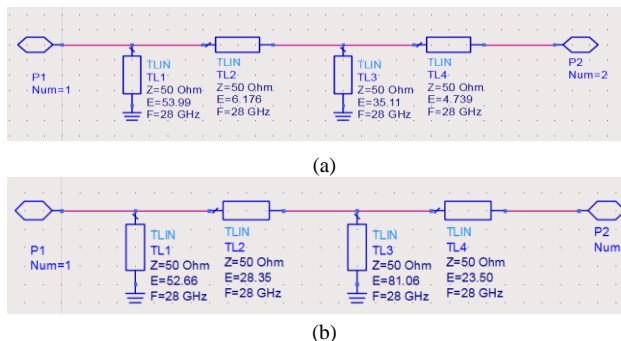 P1
Num=1
TLIN
TL1
Z=50 Ohm
E=53.99
F=28 GHz
TLIN
TL2
Z=50 Ohm
E=6.176
F=28 GHz
TLIN
TL3
Z=50 Ohm
E=35.11
F=28 GHz
TLIN
TL4
Z=50 Ohm
E=4.739
F=28 GHz
P2
Num=2
(a)
P1
Num=1
TLIN
TL1
Z=50 Ohm
E=52.66
F=28 GHz
TLIN
TL2
Z=50 Ohm
E=28.35
F=28 GHz
TLIN
TL3
Z=50 Ohm
E=81.06
F=28 GHz
TLIN
TL4
Z=50 Ohm
E=23.50
F=28 GHz
P2
Num
(b)